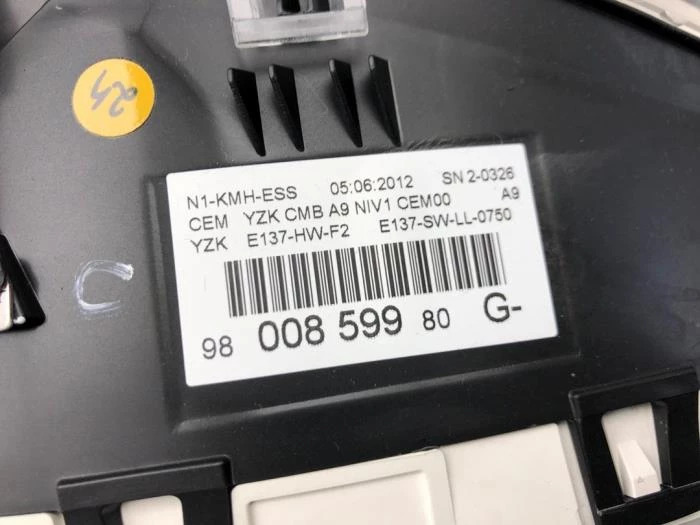 24
N1-KMH-ESS 05:06:2012 SN 2-0326
CEM YZK CMB A9 NIV1 CEM00 A9
YZK E137-HW-F2 E137-SW-LL-0750
98 008 599 80 G-
C